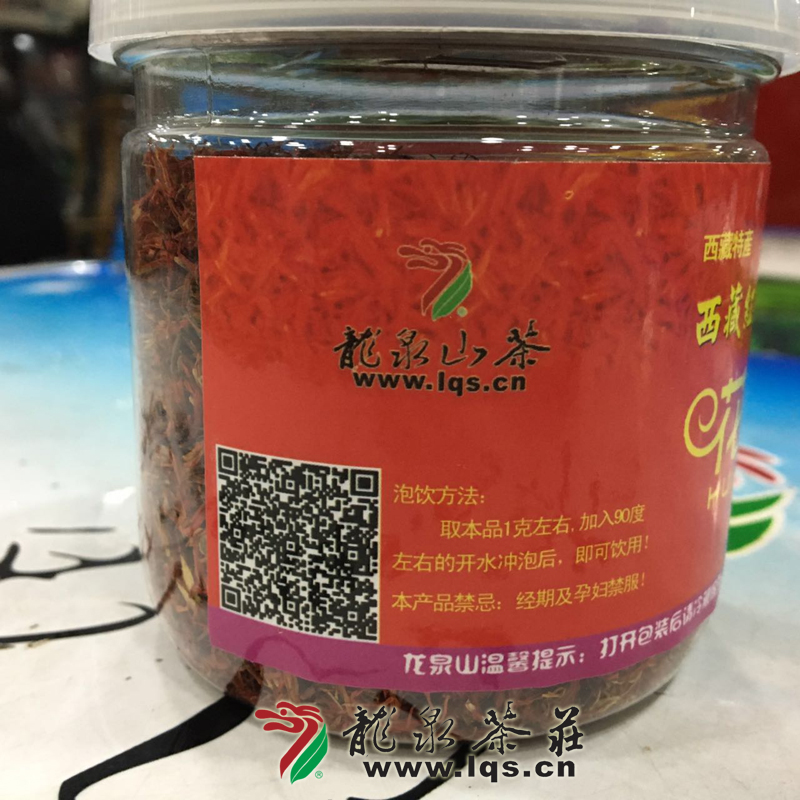 西藏特産
西藏紅
龍泉山茶
www.lqs.cn
泡饮方法:
取本品1克左右,加入90度
左右的开水冲泡后，即可饮用!
本产品禁忌：经期及孕妇禁服!
龙泉山温馨提示：打开包装后请
龍泉茶莊
www.lqs.cn